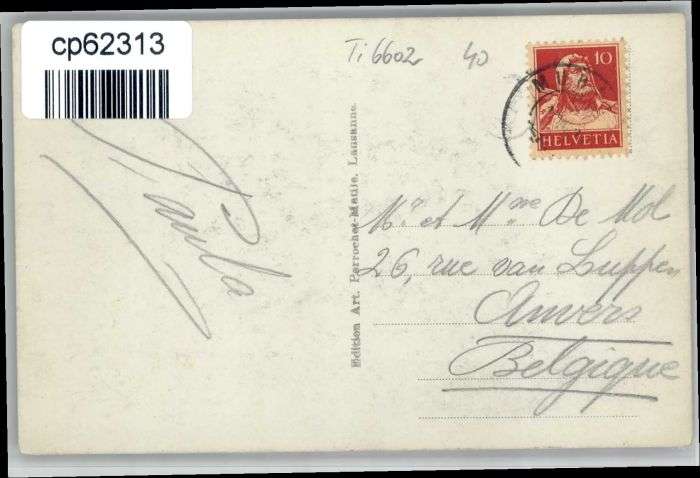 cp62313
Ti 6602 40
10
HELVETIA
Paula
Edition Art. Perrochet-Matile, Lausanne.
Mr et Mme De Mol
26, rue van Luppen
Anvers
Belgique